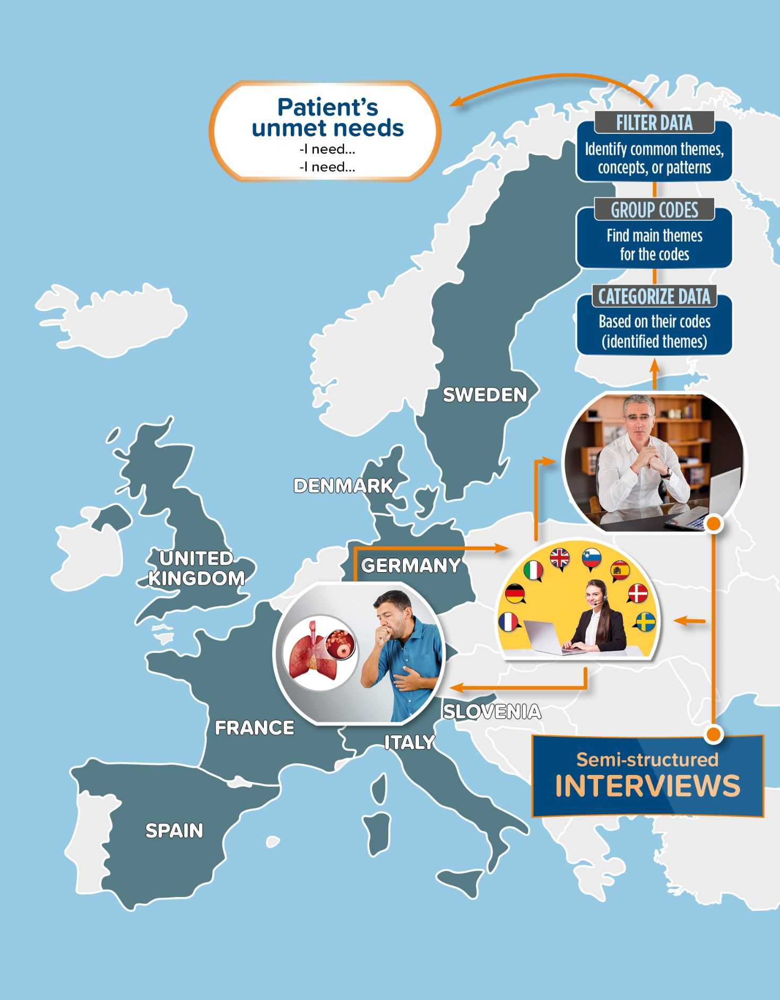 Patient’s
unmet needs
-I need...
-I need...
FILTER DATA
Identify common themes,
concepts, or patterns
GROUP CODES
Find main themes
for the codes
CATEGORIZE DATA
Based on their codes
(identified themes)
SWEDEN
DENMARK
UNITED
KINGDOM
GERMANY
SLOVENIA
FRANCE
ITALY
SPAIN
Semi-structured
INTERVIEWS